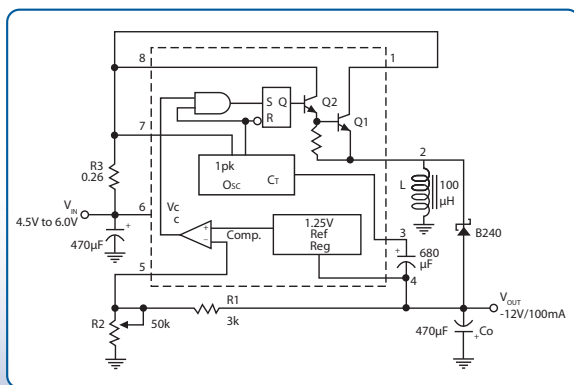 8
1
S Q
R
Q2
Q1
7
1pk
Osc
CT
2
R3
0.26
L
100
µH
VIN
4.5V to 6.0V
6
Vc
c
B240
470µF
+
1.25V
Ref
Reg
3
+
−
Comp.
+
680
µF
5
4
R1
3k
VOUT
-12V/100mA
R2
50k
470µF
+
Co